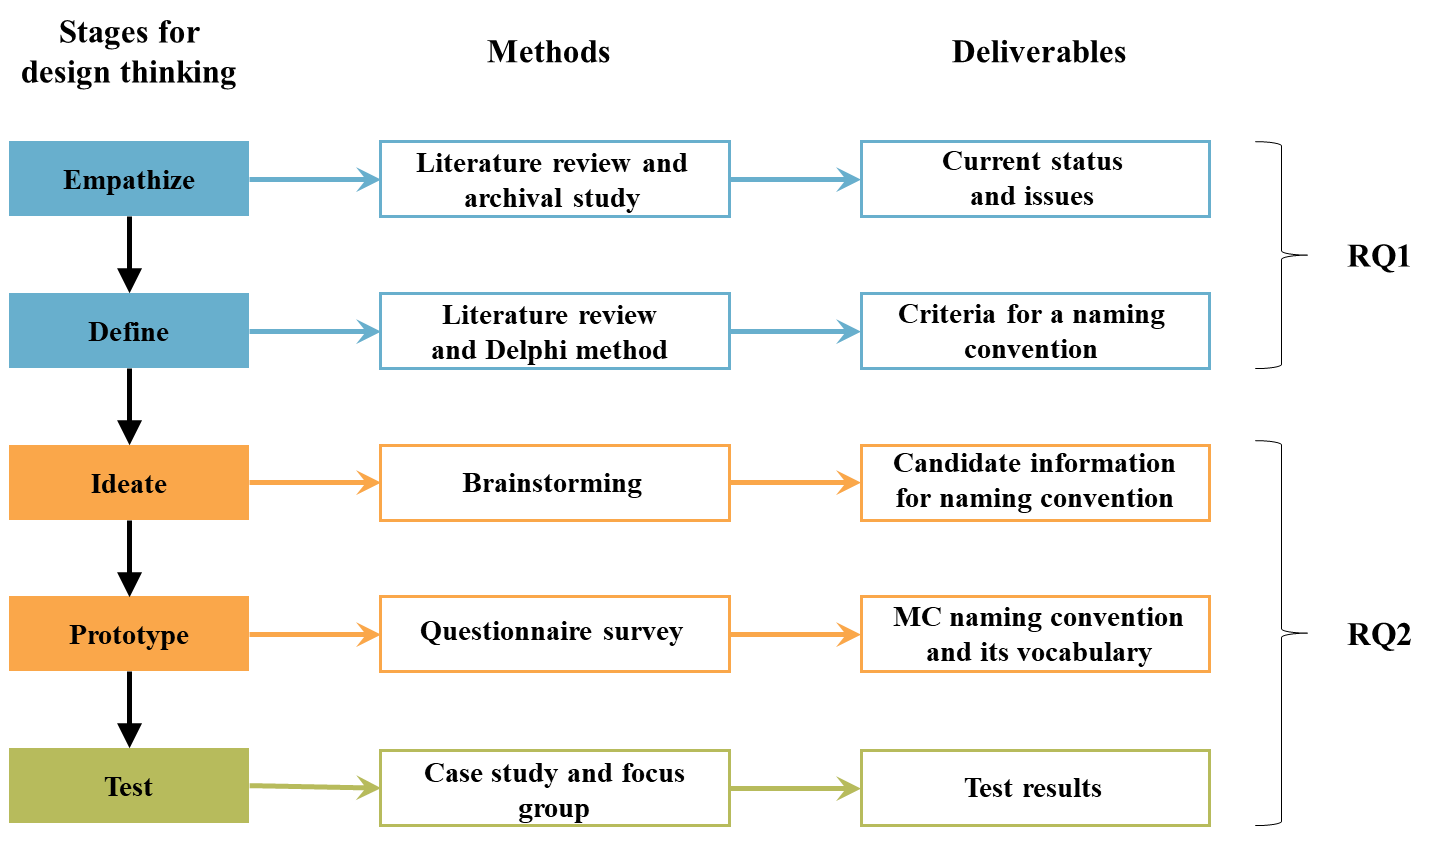 Stages for
design thinking
Methods
Deliverables
Empathize
Literature review and
archival study
Current status
and issues
RQ1
Define
Literature review
and Delphi method
Criteria for a naming
convention
Ideate
Brainstorming
Candidate information
for naming convention
Prototype
Questionnaire survey
MC naming convention
and its vocabulary
RQ2
Test
Case study and focus
group
Test results